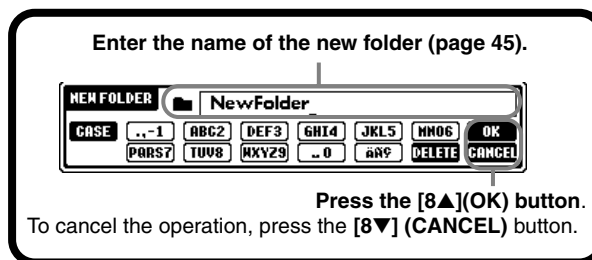 Enter the name of the new folder (page 45).
NEW FOLDER NewFolder_
CASE .,-1 ABC2 DEF3 GHI4 JKL5 MNO6 OK
PQRS7 TUV8 WXYZ9 ⎵0 äñç DELETE CANCEL
Press the [8▲](OK) button.
To cancel the operation, press the [8▼] (CANCEL) button.